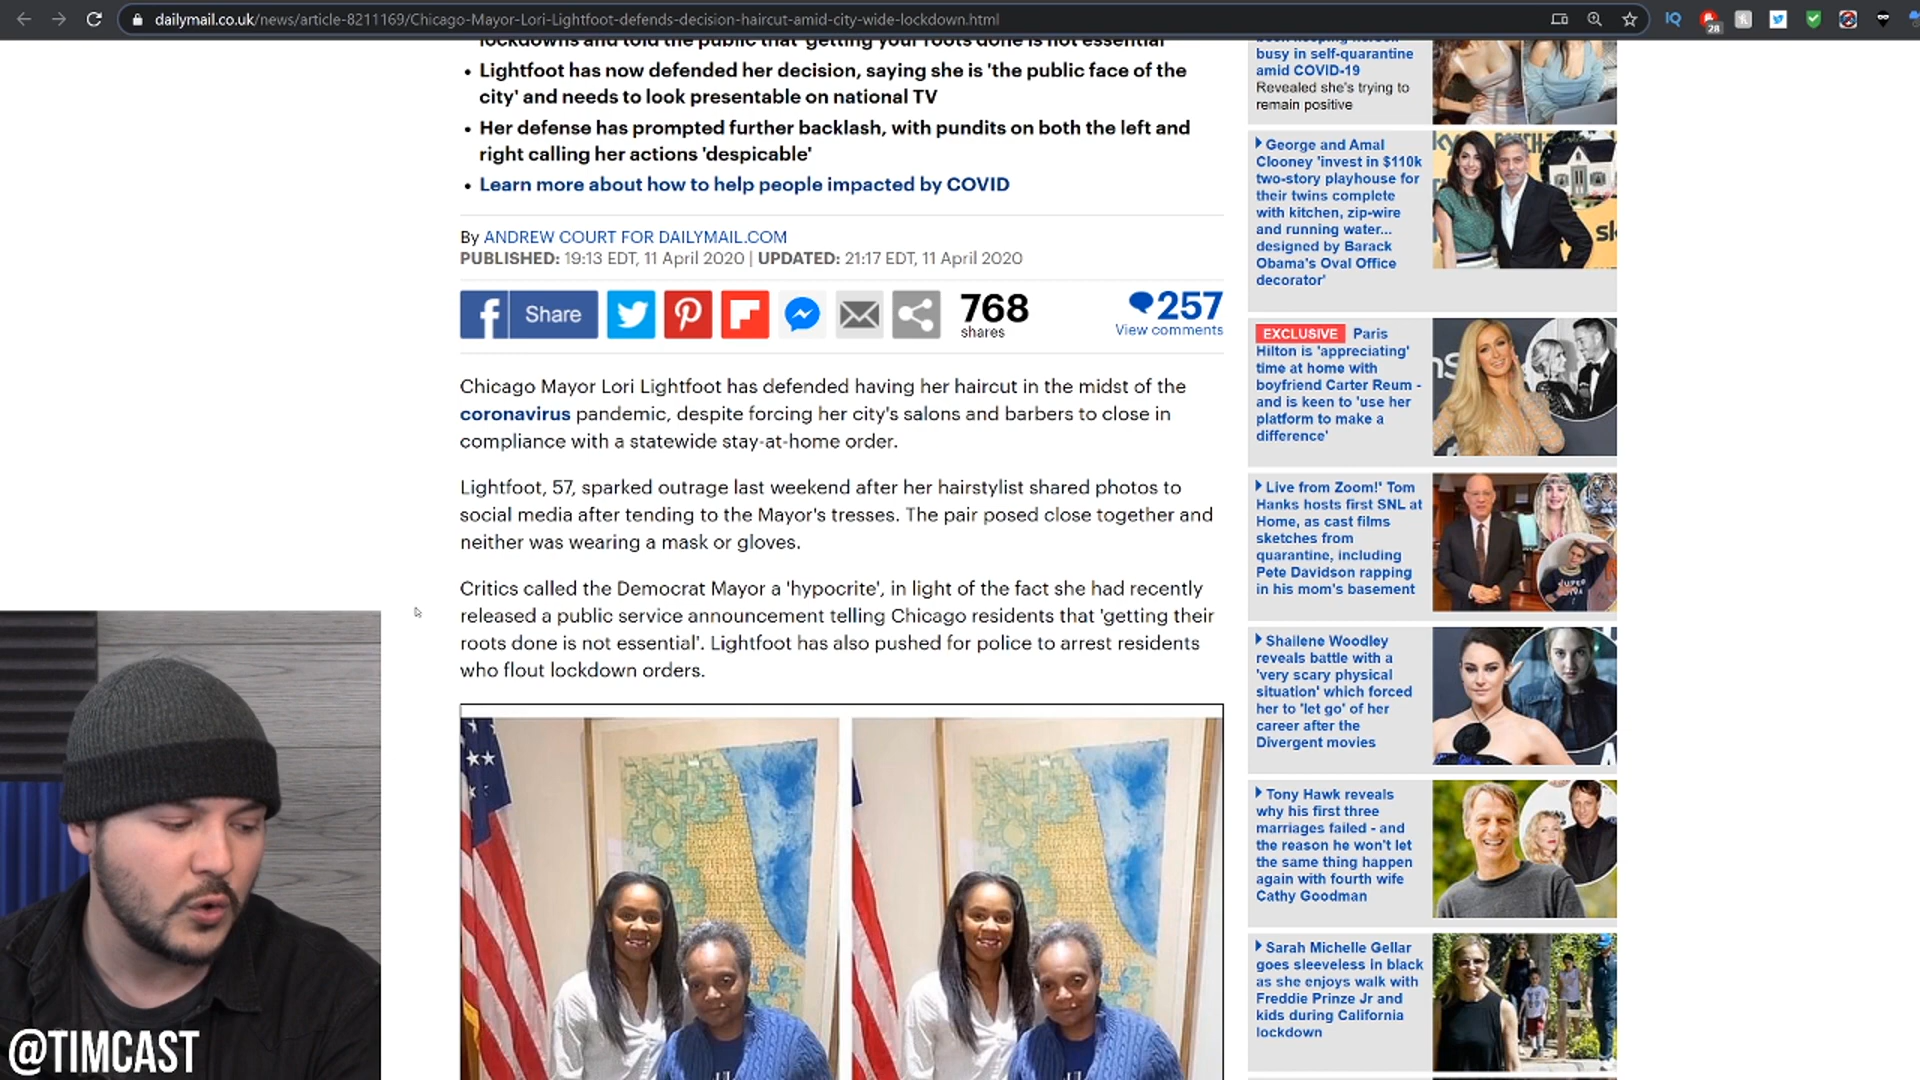 dailymail.co.uk/news/article-8211169/Chicago-Mayor-Lori-Lightfoot-defends-decision-haircut-amid-city-wide-lockdown.html
28
lockdowns and told the public that 'getting your roots done is not essential'
• Lightfoot has now defended her decision, saying she is 'the public face of the
city' and needs to look presentable on national TV
• Her defense has prompted further backlash, with pundits on both the left and
right calling her actions 'despicable'
• Learn more about how to help people impacted by COVID
By ANDREW COURT FOR DAILYMAIL.COM
PUBLISHED: 19:13 EDT, 11 April 2020 | UPDATED: 21:17 EDT, 11 April 2020
Share
768
shares
257
View comments
Chicago Mayor Lori Lightfoot has defended having her haircut in the midst of the
coronavirus pandemic, despite forcing her city's salons and barbers to close in
compliance with a statewide stay-at-home order.
Lightfoot, 57, sparked outrage last weekend after her hairstylist shared photos to
social media after tending to the Mayor's tresses. The pair posed close together and
neither was wearing a mask or gloves.
Critics called the Democrat Mayor a 'hypocrite', in light of the fact she had recently
released a public service announcement telling Chicago residents that 'getting their
roots done is not essential'. Lightfoot has also pushed for police to arrest residents
who flout lockdown orders.
busy in self-quarantine
amid COVID-19
Revealed she's trying to
remain positive
George and Amal
Clooney 'invest in $110k
two-story playhouse for
their twins complete
with kitchen, zip-wire
and running water...
designed by Barack
Obama's Oval Office
decorator'
EXCLUSIVE Paris
Hilton is 'appreciating'
time at home with
boyfriend Carter Reum -
and is keen to 'use her
platform to make a
difference'
Live from Zoom!' Tom
Hanks hosts first SNL at
Home, as cast films
sketches from
quarantine, including
Pete Davidson rapping
in his mom's basement
Shailene Woodley
reveals battle with a
'very scary physical
situation' which forced
her to 'let go' of her
career after the
Divergent movies
Tony Hawk reveals
why his first three
marriages failed - and
the reason he won't let
the same thing happen
again with fourth wife
Cathy Goodman
Sarah Michelle Gellar
goes sleeveless in black
as she enjoys walk with
Freddie Prinze Jr and
kids during California
lockdown
@TIMCAST